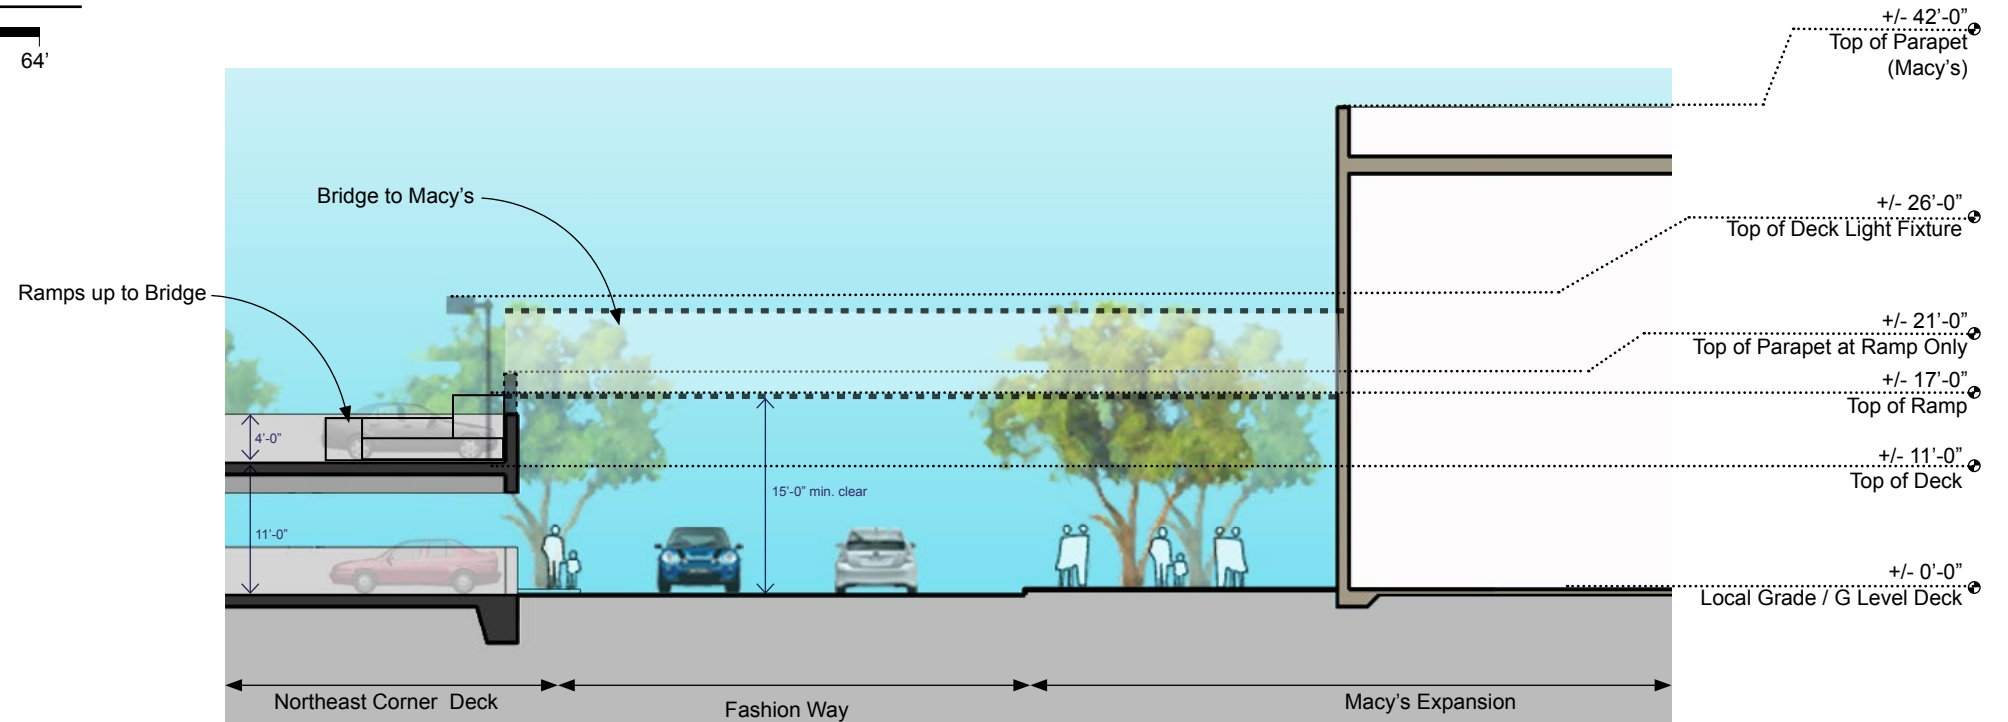 64’
+/- 42’-0”
Top of Parapet
(Macy’s)
Bridge to Macy’s
+/- 26’-0”
Top of Deck Light Fixture
Ramps up to Bridge
+/- 21’-0”
Top of Parapet at Ramp Only
+/- 17’-0”
Top of Ramp
4’-0”
+/- 11’-0”
Top of Deck
15’-0” min. clear
11’-0”
+/- 0’-0”
Local Grade / G Level Deck
Northeast Corner Deck
Fashion Way
Macy’s Expansion